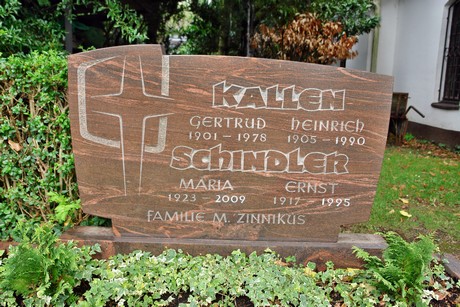 KALLEN
GERTRUD HEINRICH
1901 - 1978 1905 - 1990
SCHINDLER
MARIA ERNST
1923 - 2009 1917 - 1995
FAMILIE M. ZINNIKUS